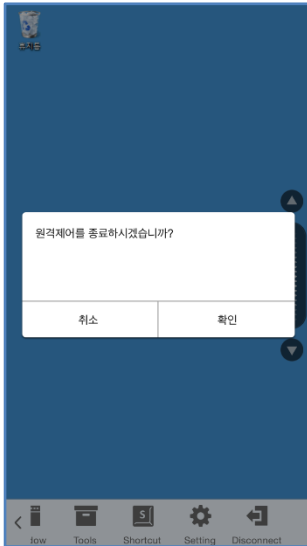 휴지통
원격제어를 종료하시겠습니까?
취소
확인
S
low
Tools
Shortcut
Setting
Disconnect